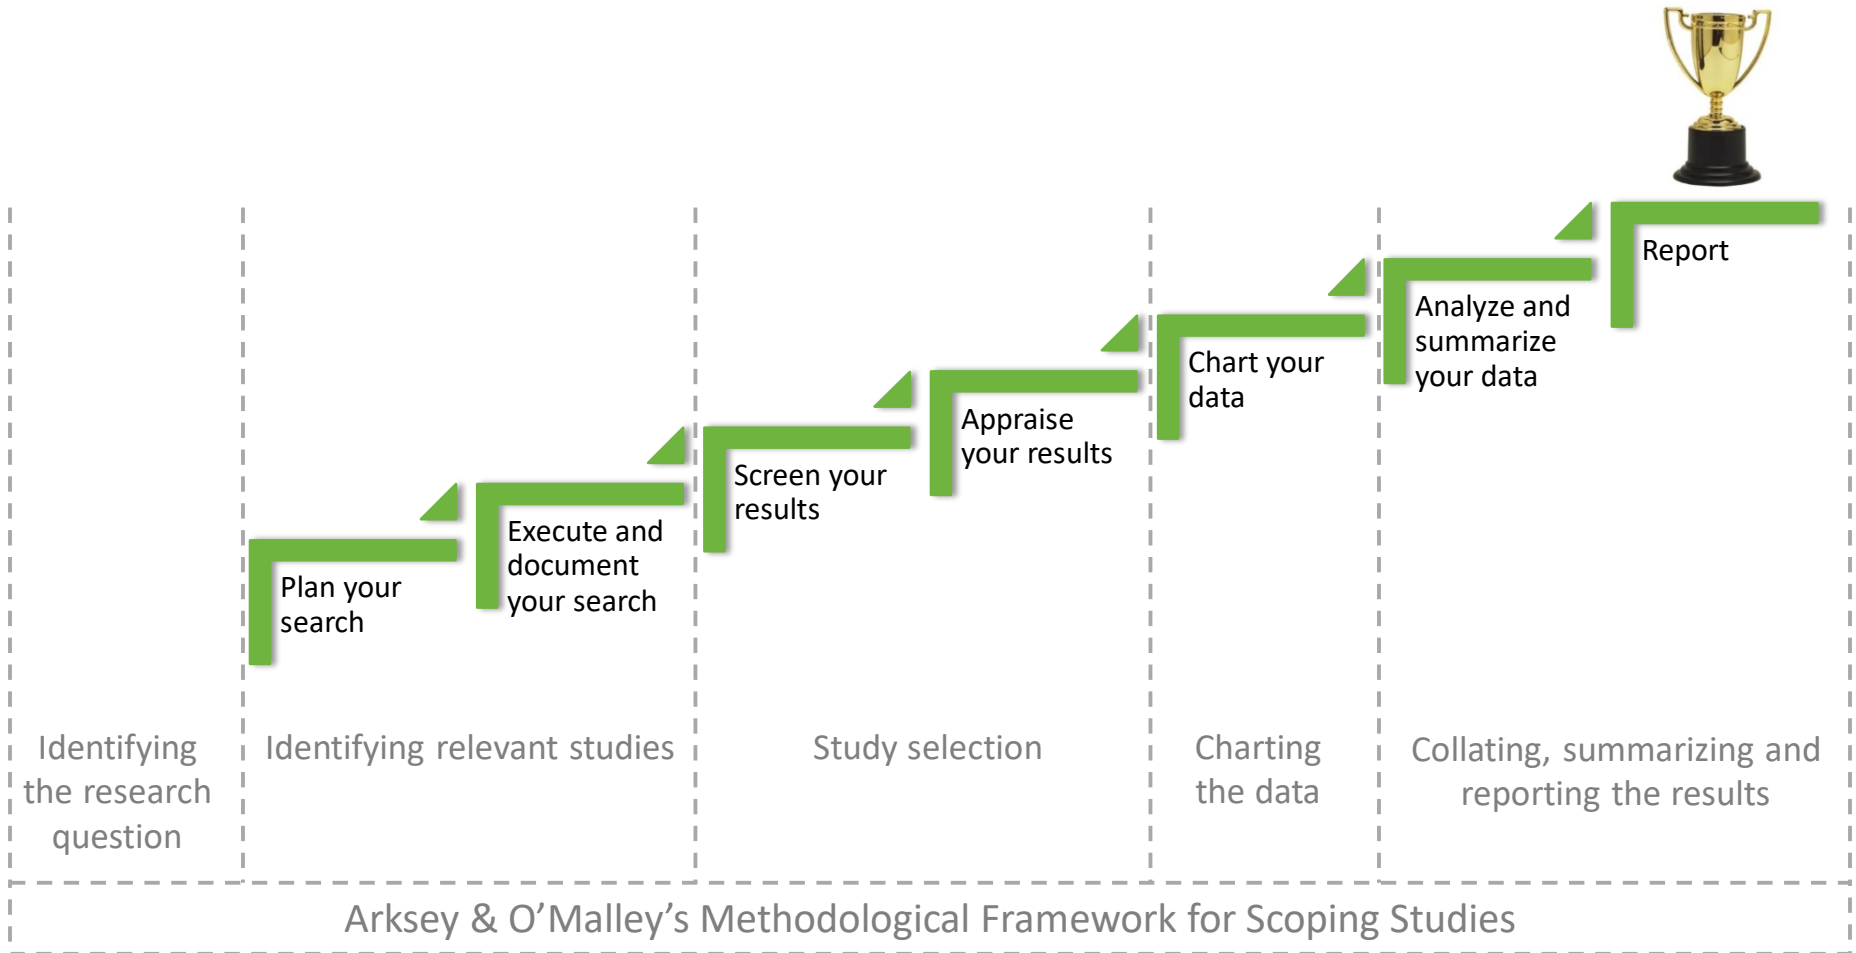 Report
Analyze and
summarize
your data
Chart your
data
Appraise
your results
Screen your
results
Execute and
document
your search
Plan your
search
Identifying
the research
question
Identifying relevant studies
Study selection
Charting
the data
Collating, summarizing and
reporting the results
Arksey & O’Malley’s Methodological Framework for Scoping Studies